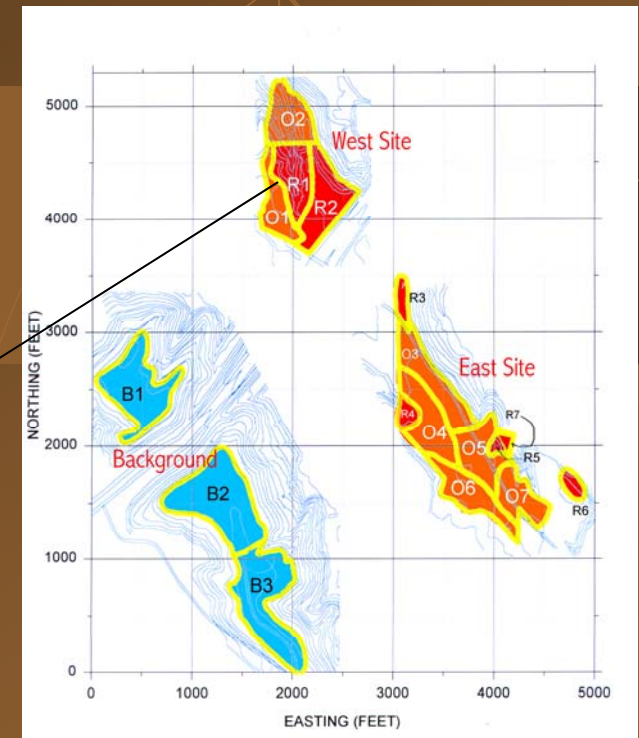 5000
O2
West Site
R1
O1
R2
4000
R3
3000
O3
East Site
B1
R4
R7
O4
O5
2000
R5
Background
B2
O6
O7
R6
1000
B3
0
0
1000
2000
3000
4000
5000
NORTHING (FEET)
EASTING (FEET)